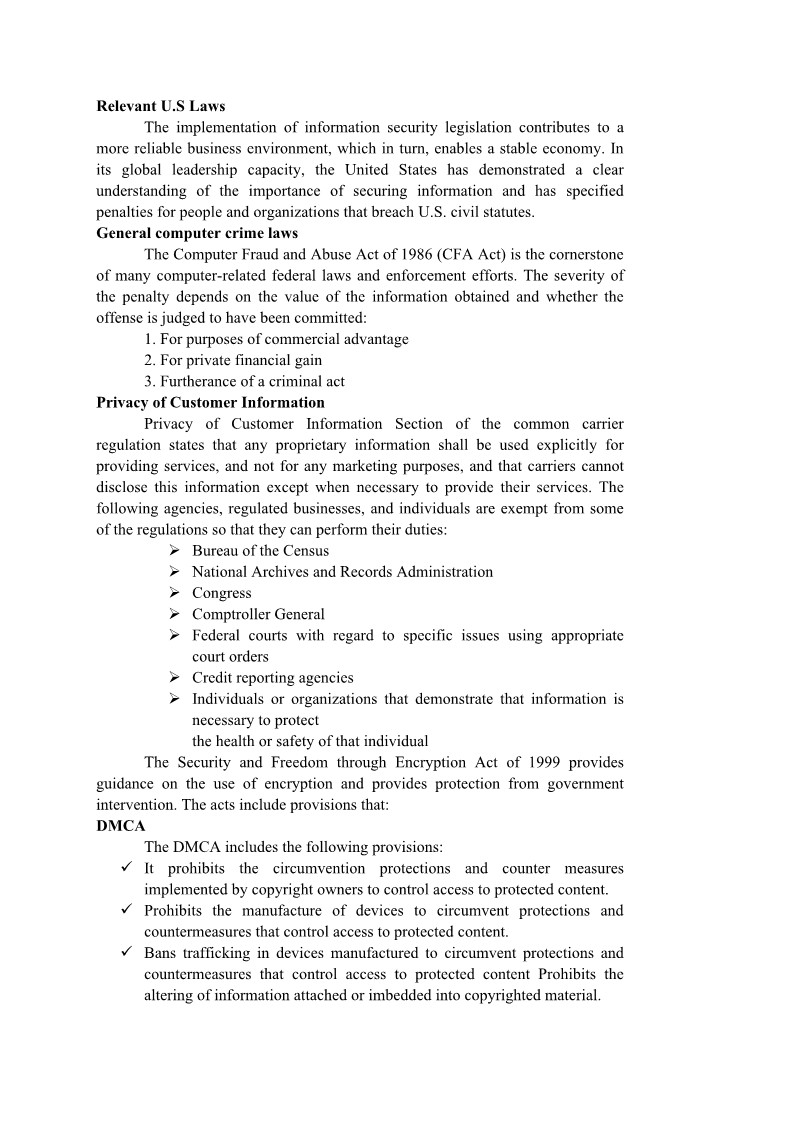 Relevant U.S Laws
The implementation of information security legislation contributes to a
more reliable business environment, which in turn, enables a stable economy. In
its global leadership capacity, the United States has demonstrated a clear
understanding of the importance of securing information and has specified
penalties for people and organizations that breach U.S. civil statutes.
General computer crime laws
The Computer Fraud and Abuse Act of 1986 (CFA Act) is the cornerstone
of many computer-related federal laws and enforcement efforts. The severity of
the penalty depends on the value of the information obtained and whether the
offense is judged to have been committed:
1. For purposes of commercial advantage
2. For private financial gain
3. Furtherance of a criminal act
Privacy of Customer Information
Privacy of Customer Information Section of the common carrier
regulation states that any proprietary information shall be used explicitly for
providing services, and not for any marketing purposes, and that carriers cannot
disclose this information except when necessary to provide their services. The
following agencies, regulated businesses, and individuals are exempt from some
of the regulations so that they can perform their duties:
➢ Bureau of the Census
➢ National Archives and Records Administration
➢ Congress
➢ Comptroller General
➢ Federal courts with regard to specific issues using appropriate
court orders
➢ Credit reporting agencies
➢ Individuals or organizations that demonstrate that information is
necessary to protect
the health or safety of that individual
The Security and Freedom through Encryption Act of 1999 provides
guidance on the use of encryption and provides protection from government
intervention. The acts include provisions that:
DMCA
The DMCA includes the following provisions:
✓ It prohibits the circumvention protections and counter measures
implemented by copyright owners to control access to protected content.
✓ Prohibits the manufacture of devices to circumvent protections and
countermeasures that control access to protected content.
✓ Bans trafficking in devices manufactured to circumvent protections and
countermeasures that control access to protected content Prohibits the
altering of information attached or imbedded into copyrighted material.